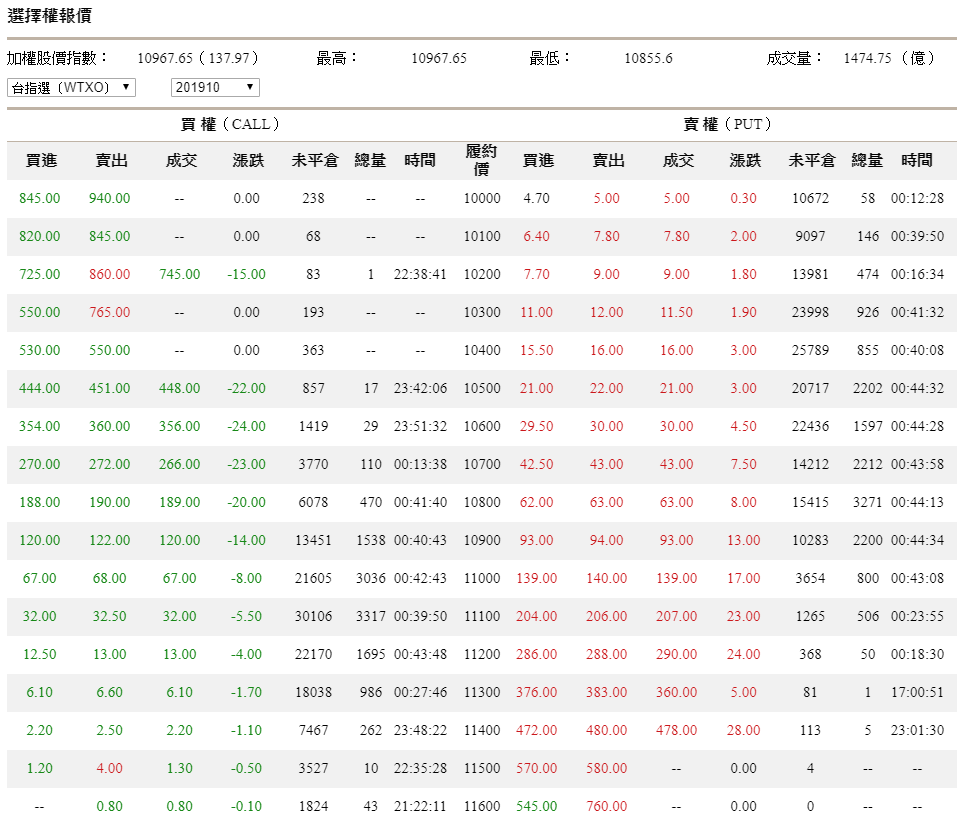 選擇權報價
加權股價指數： 10967.65（137.97） 最高： 10967.65 最低： 10855.6 成交量： 1474.75（億）
台指選（WTXO） 201910
買 權（CALL） 賣 權（PUT）
買進 賣出 成交 漲跌 未平倉 總量 時間 履約價 買進 賣出 成交 漲跌 未平倉 總量 時間
845.00 940.00 -- 0.00 238 -- -- 10000 4.70 5.00 5.00 0.30 10672 58 00:12:28
820.00 845.00 -- 0.00 68 -- -- 10100 6.40 7.80 7.80 2.00 9097 146 00:39:50
725.00 860.00 745.00 -15.00 83 1 22:38:41 10200 7.70 9.00 9.00 1.80 13981 474 00:16:34
550.00 765.00 -- 0.00 193 -- -- 10300 11.00 12.00 11.50 1.90 23998 926 00:41:32
530.00 550.00 -- 0.00 363 -- -- 10400 15.50 16.00 16.00 3.00 25789 855 00:40:08
444.00 451.00 448.00 -22.00 857 17 23:42:06 10500 21.00 22.00 21.00 3.00 20717 2202 00:44:32
354.00 360.00 356.00 -24.00 1419 29 23:51:32 10600 29.50 30.00 30.00 4.50 22436 1597 00:44:28
270.00 272.00 266.00 -23.00 3770 110 00:13:38 10700 42.50 43.00 43.00 7.50 14212 2212 00:43:58
188.00 190.00 189.00 -20.00 6078 470 00:41:40 10800 62.00 63.00 63.00 8.00 15415 3271 00:44:13
120.00 122.00 120.00 -14.00 13451 1538 00:40:43 10900 93.00 94.00 93.00 13.00 10283 2200 00:44:34
67.00 68.00 67.00 -8.00 21605 3036 00:42:43 11000 139.00 140.00 139.00 17.00 3654 800 00:43:08
32.00 32.50 32.00 -5.50 30106 3317 00:39:50 11100 204.00 206.00 207.00 23.00 1265 506 00:23:55
12.50 13.00 13.00 -4.00 22170 1695 00:43:48 11200 286.00 288.00 290.00 24.00 368 50 00:18:30
6.10 6.60 6.10 -1.70 18038 986 00:27:46 11300 376.00 383.00 360.00 5.00 81 1 17:00:51
2.20 2.50 2.20 -1.10 7467 262 23:48:22 11400 472.00 480.00 478.00 28.00 113 5 23:01:30
1.20 4.00 1.30 -0.50 3527 10 22:35:28 11500 570.00 580.00 -- 0.00 4 -- --
-- 0.80 0.80 -0.10 1824 43 21:22:11 11600 545.00 760.00 -- 0.00 0 -- --